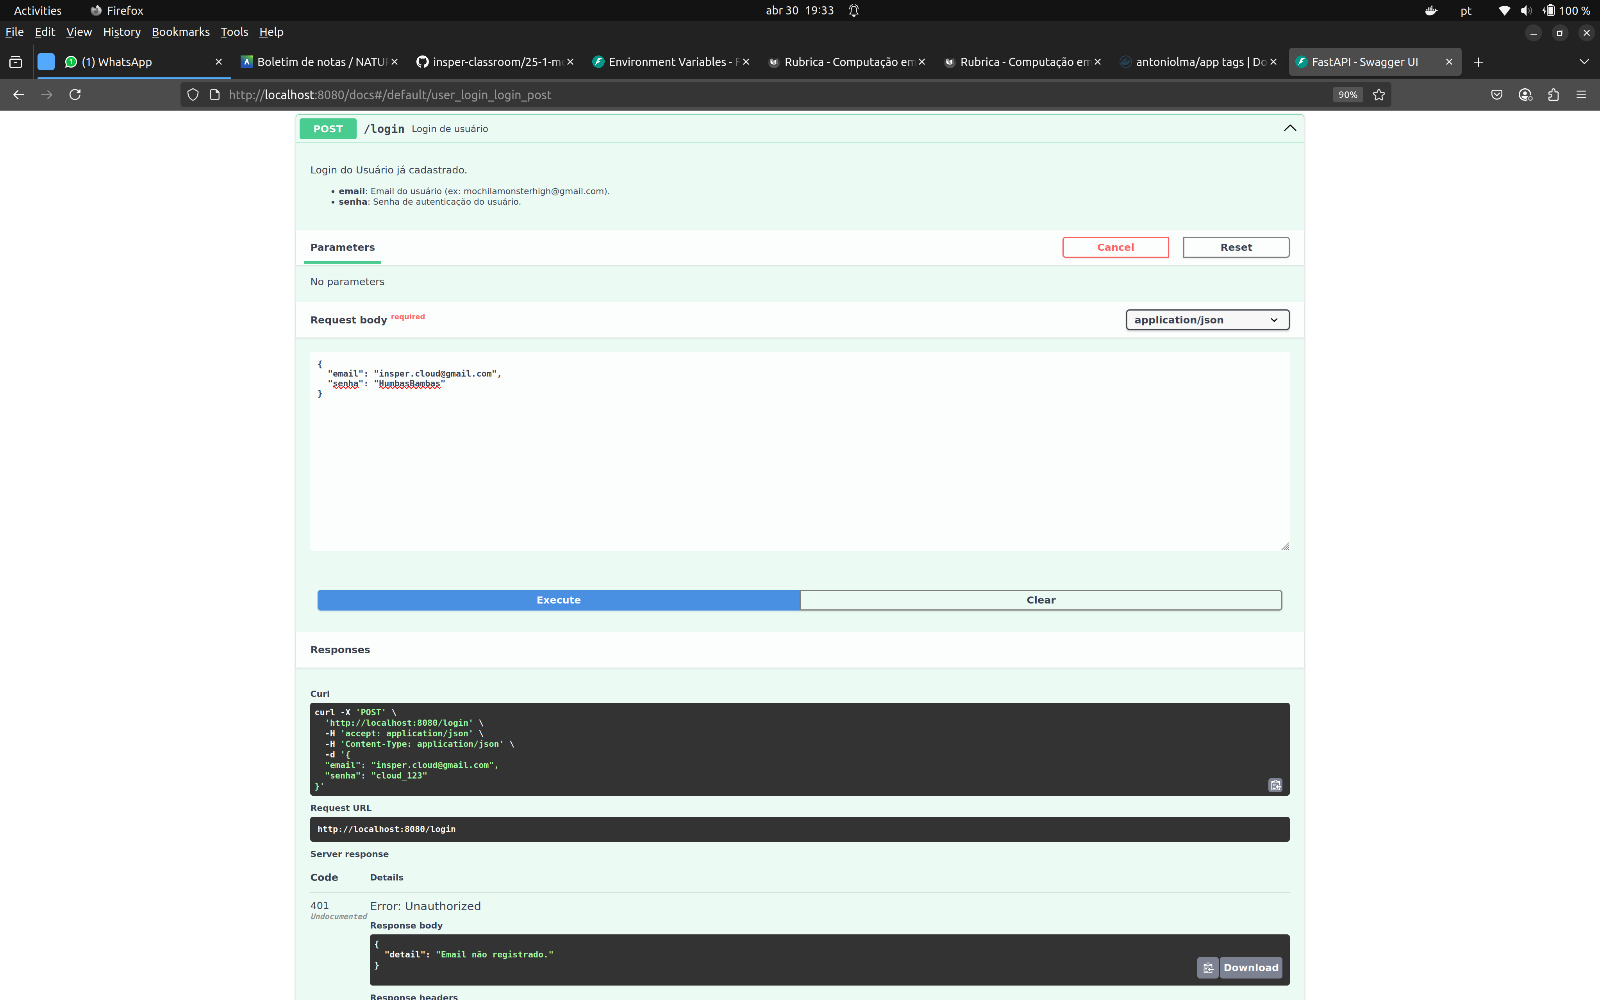 Activities Firefox abr 30 19:33 pt 100 %
File Edit View History Bookmarks Tools Help
(1) WhatsApp Boletim de notas / NATUR insper-classroom/25-1-m Environment Variables - F Rubrica - Computação em Rubrica - Computação em antoniolma/app tags | Do FastAPI - Swagger UI
http://localhost:8080/docs#/default/user_login_login_post 90%
POST /login Login de usuário
Login do Usuário já cadastrado.
• email: Email do usuário (ex: mochilamonsterhigh@gmail.com).
• senha: Senha de autenticação do usuário.
Parameters Cancel Reset
No parameters
Request body required application/json
{
"email": "insper.cloud@gmail.com",
"senha": "HumbasBambas"
}
Execute Clear
Responses
Curl
curl -X 'POST' \
'http://localhost:8080/login' \
-H 'accept: application/json' \
-H 'Content-Type: application/json' \
-d '{
"email": "insper.cloud@gmail.com",
"senha": "cloud_123"
}'
Request URL
http://localhost:8080/login
Server response
Code Details
401 Error: Unauthorized
Undocumented
Response body
{
"detail": "Email não registrado."
}
Download
Response headers